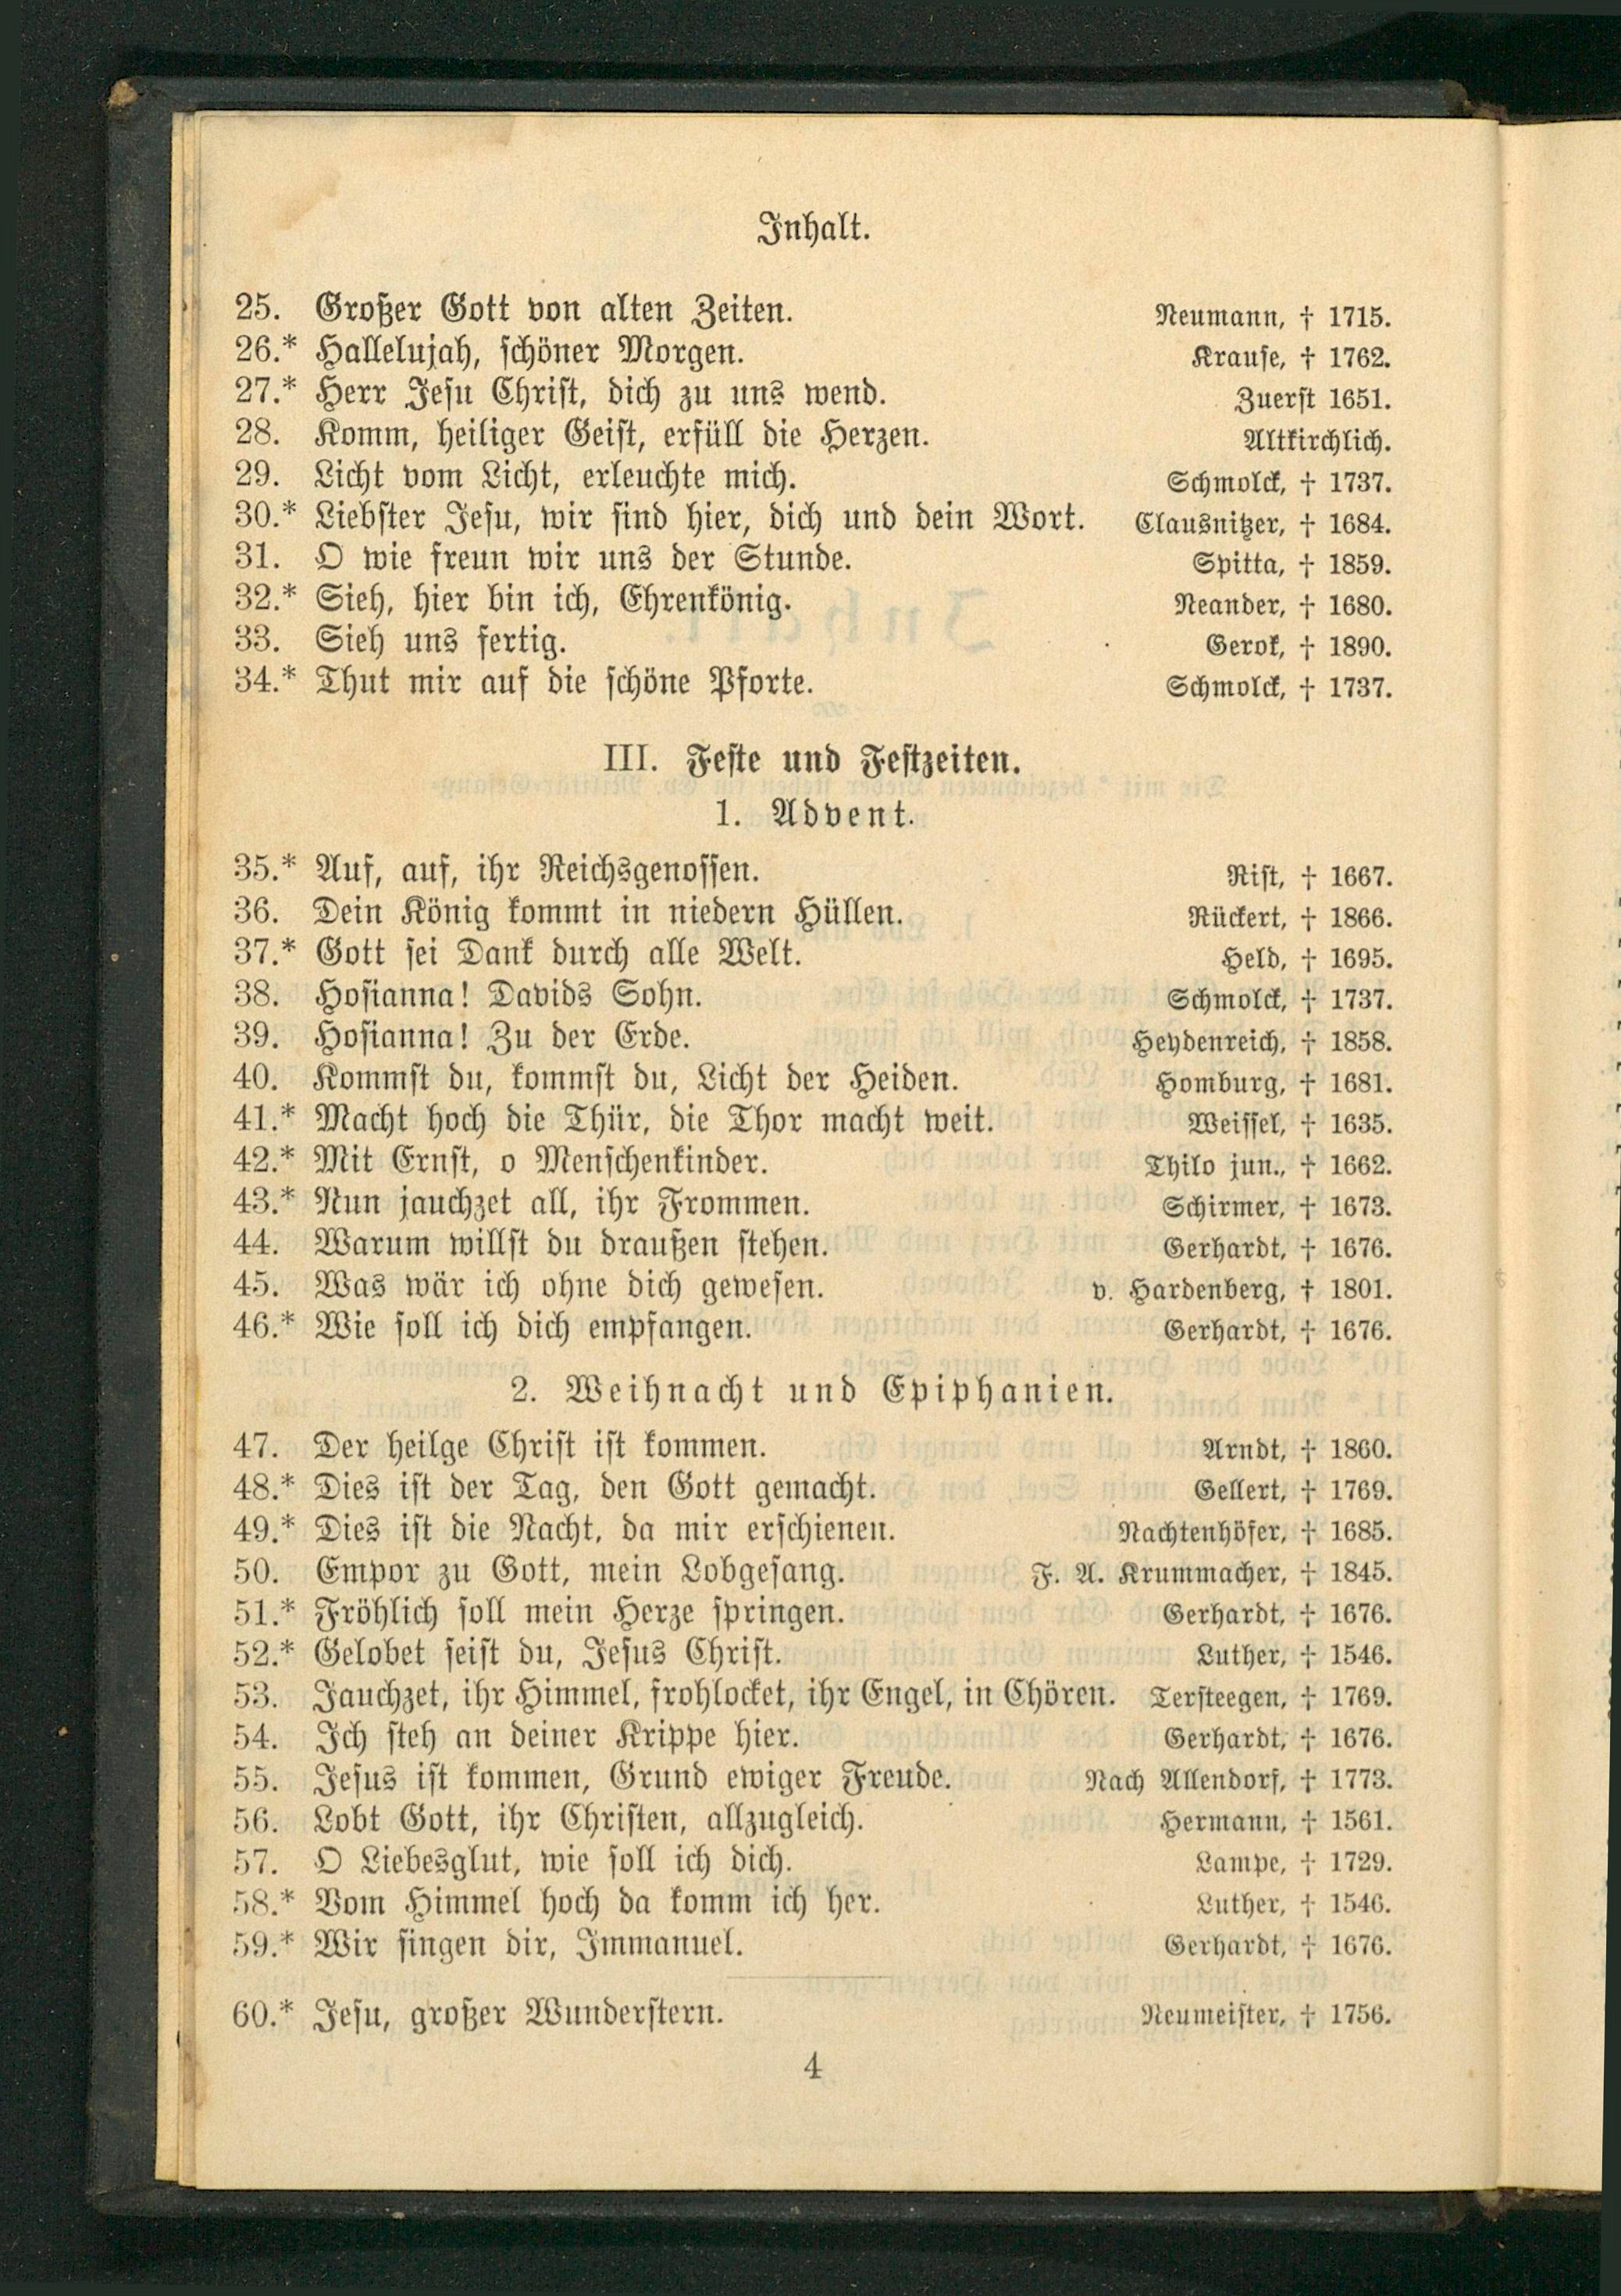 Inhalt.
25. Großer Gott von alten Zeiten. Neumann, † 1715.
26.* Hallelujah, schöner Morgen. Krause, † 1762.
27.* Herr Jesu Christ, dich zu uns wend. Zuerst 1651.
28. Komm, heiliger Geist, erfüll die Herzen. Altkirchlich.
29. Licht vom Licht, erleuchte mich. Schmolck, † 1737.
30.* Liebster Jesu, wir sind hier, dich und dein Wort. Clausnitzer, † 1684.
31. O wie freun wir uns der Stunde. Spitta, † 1859.
32.* Sieh, hier bin ich, Ehrenkönig. Neander, † 1680.
33. Sieh uns fertig. Gerok, † 1890.
34.* Thut mir auf die schöne Pforte. Schmolck, † 1737.
III. Feste und Festzeiten.
1. Advent.
35.* Auf, auf, ihr Reichsgenossen. Rist, † 1667.
36. Dein König kommt in niedern Hüllen. Rückert, † 1866.
37.* Gott sei Dank durch alle Welt. Held, † 1695.
38. Hosianna! Davids Sohn. Schmolck, † 1737.
39. Hosianna! Zu der Erde. Heydenreich, † 1858.
40. Kommst du, kommst du, Licht der Heiden. Homburg, † 1681.
41.* Macht hoch die Thür, die Thor macht weit. Weissel, † 1635.
42.* Mit Ernst, o Menschenkinder. Thilo jun., † 1662.
43.* Nun jauchzet all, ihr Frommen. Schirmer, † 1673.
44. Warum willst du draußen stehen. Gerhardt, † 1676.
45. Was wär ich ohne dich gewesen. v. Hardenberg, † 1801.
46.* Wie soll ich dich empfangen. Gerhardt, † 1676.
2. Weihnacht und Epiphanien.
47. Der heilge Christ ist kommen. Arndt, † 1860.
48.* Dies ist der Tag, den Gott gemacht. Gellert, † 1769.
49.* Dies ist die Nacht, da mir erschienen. Nachtenhöfer, † 1685.
50. Empor zu Gott, mein Lobgesang. F. A. Krummacher, † 1845.
51.* Fröhlich soll mein Herze springen. Gerhardt, † 1676.
52.* Gelobet seist du, Jesus Christ. Luther, † 1546.
53. Jauchzet, ihr Himmel, frohlocket, ihr Engel, in Chören. Tersteegen, † 1769.
54. Ich steh an deiner Krippe hier. Gerhardt, † 1676.
55. Jesus ist kommen, Grund ewiger Freude. Nach Allendorf, † 1773.
56. Lobt Gott, ihr Christen, allzugleich. Hermann, † 1561.
57. O Liebesglut, wie soll ich dich. Lampe, † 1729.
58.* Vom Himmel hoch da komm ich her. Luther, † 1546.
59.* Wir singen dir, Immanuel. Gerhardt, † 1676.
60.* Jesu, großer Wunderstern. Neumeister, † 1756.
4